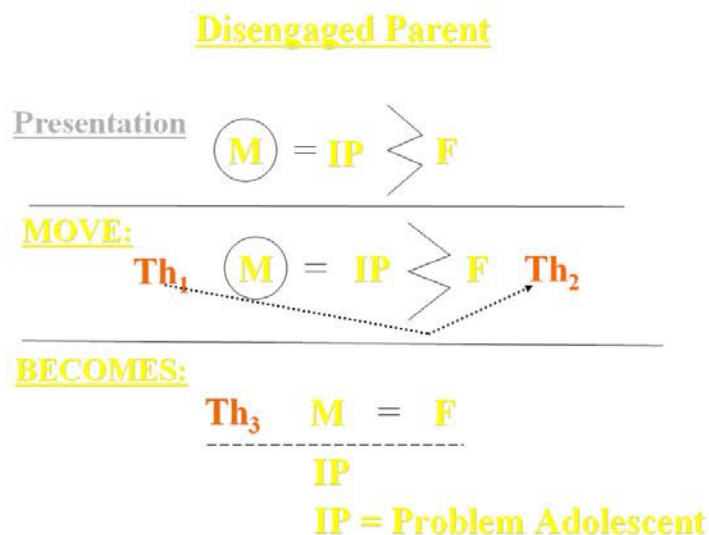 Disengaged Parent
Presentation
M = IP F
MOVE:
Th1 M = IP F Th2
BECOMES:
Th3 M = F
IP
IP = Problem Adolescent